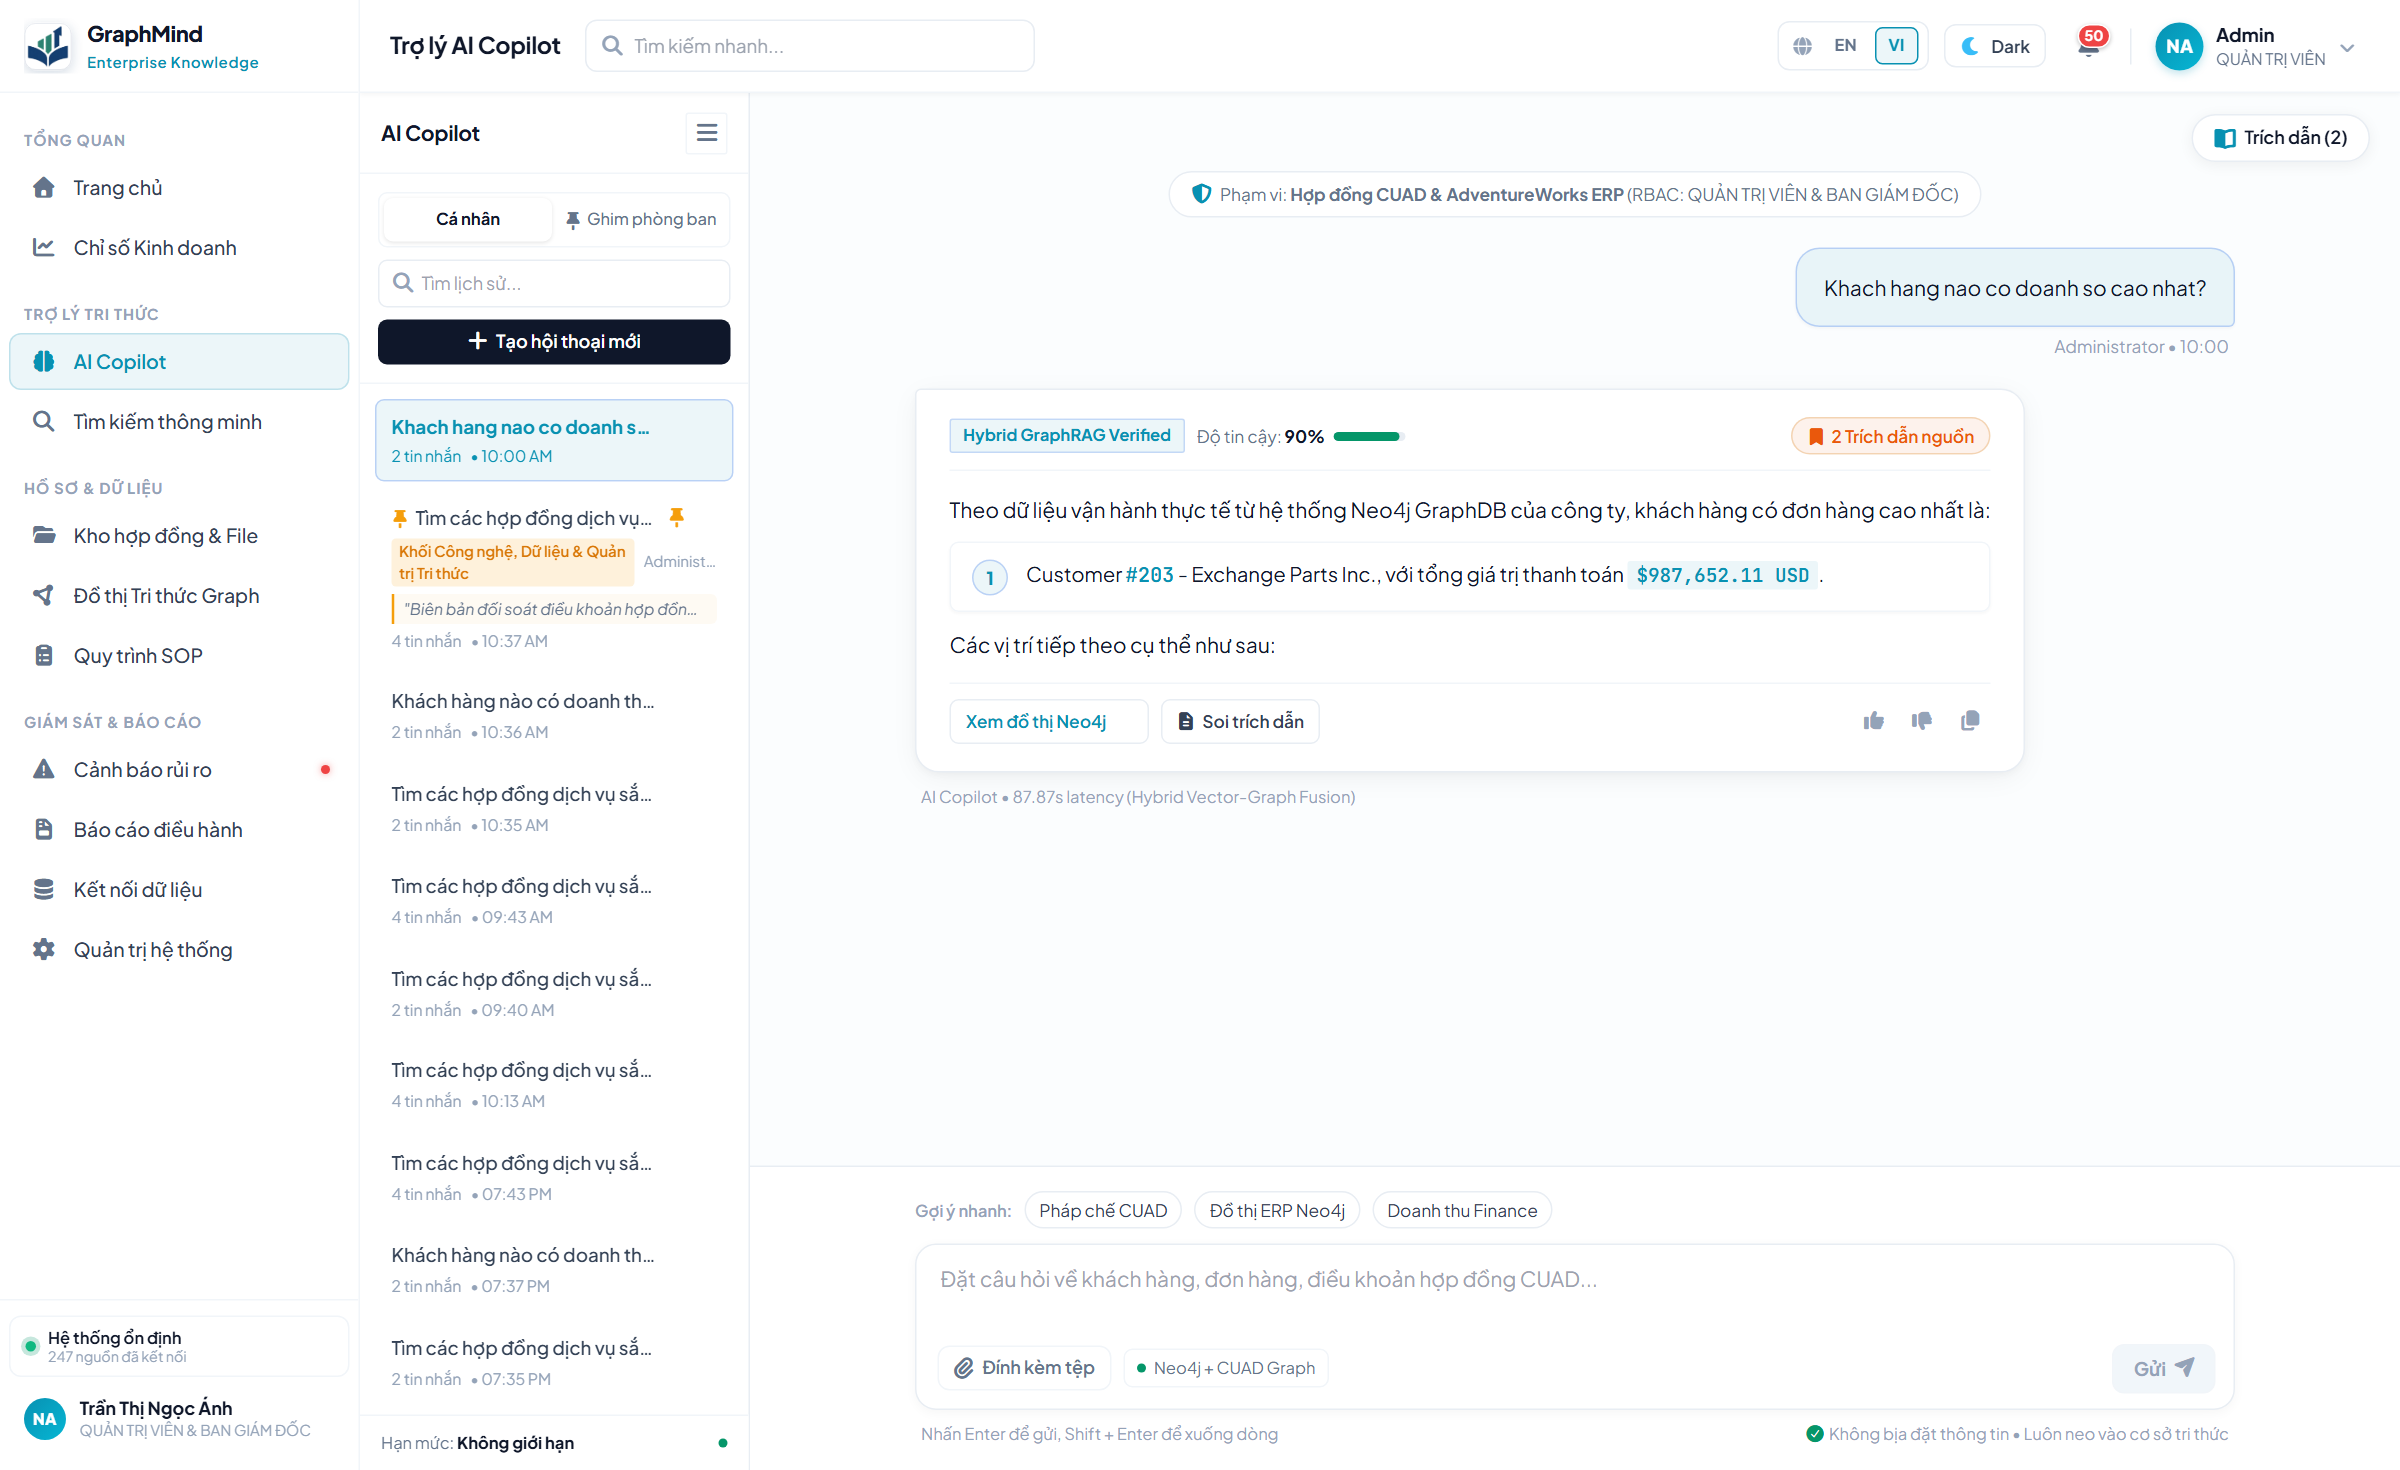 GraphMind
Enterprise Knowledge
TỔNG QUAN
Trang chủ
Chỉ số Kinh doanh
TRỢ LÝ TRI THỨC
AI Copilot
Tìm kiếm thông minh
HỒ SƠ & DỮ LIỆU
Kho hợp đồng & File
Đồ thị Tri thức Graph
Quy trình SOP
GIÁM SÁT & BÁO CÁO
Cảnh báo rủi ro
Báo cáo điều hành
Kết nối dữ liệu
Quản trị hệ thống
Hệ thống ổn định
247 nguồn đã kết nối
NA
Trần Thị Ngọc Ánh
QUẢN TRỊ VIÊN & BAN GIÁM ĐỐC
Trợ lý AI Copilot
Tìm kiếm nhanh...
EN
VI
Dark
50
NA
Admin
QUẢN TRỊ VIÊN
AI Copilot
Cá nhân
Ghim phòng ban
Tìm lịch sử...
Tạo hội thoại mới
Khach hang nao co doanh s...
2 tin nhắn • 10:00 AM
Tìm các hợp đồng dịch vụ...
Khối Công nghệ, Dữ liệu & Quản trị Tri thức
Administ...
"Biên bản đối soát điều khoản hợp đồn...
4 tin nhắn • 10:37 AM
Khách hàng nào có doanh th...
2 tin nhắn • 10:36 AM
Tìm các hợp đồng dịch vụ sắ...
2 tin nhắn • 10:35 AM
Tìm các hợp đồng dịch vụ sắ...
4 tin nhắn • 09:43 AM
Tìm các hợp đồng dịch vụ sắ...
2 tin nhắn • 09:40 AM
Tìm các hợp đồng dịch vụ sắ...
4 tin nhắn • 10:13 AM
Tìm các hợp đồng dịch vụ sắ...
4 tin nhắn • 07:43 PM
Khách hàng nào có doanh th...
2 tin nhắn • 07:37 PM
Tìm các hợp đồng dịch vụ sắ...
2 tin nhắn • 07:35 PM
Hạn mức: Không giới hạn
Trích dẫn (2)
Phạm vi: Hợp đồng CUAD & AdventureWorks ERP (RBAC: QUẢN TRỊ VIÊN & BAN GIÁM ĐỐC)
Khach hang nao co doanh so cao nhat?
Administrator • 10:00
Hybrid GraphRAG Verified
Độ tin cậy: 90%
2 Trích dẫn nguồn
Theo dữ liệu vận hành thực tế từ hệ thống Neo4j GraphDB của công ty, khách hàng có đơn hàng cao nhất là:
1 Customer #203 - Exchange Parts Inc., với tổng giá trị thanh toán $987,652.11 USD .
Các vị trí tiếp theo cụ thể như sau:
Xem đồ thị Neo4j
Soi trích dẫn
AI Copilot • 87.87s latency (Hybrid Vector-Graph Fusion)
Gợi ý nhanh:
Pháp chế CUAD
Đồ thị ERP Neo4j
Doanh thu Finance
Đặt câu hỏi về khách hàng, đơn hàng, điều khoản hợp đồng CUAD...
Đính kèm tệp
Neo4j + CUAD Graph
Gửi
Nhấn Enter để gửi, Shift + Enter để xuống dòng
Không bịa đặt thông tin • Luôn neo vào cơ sở tri thức